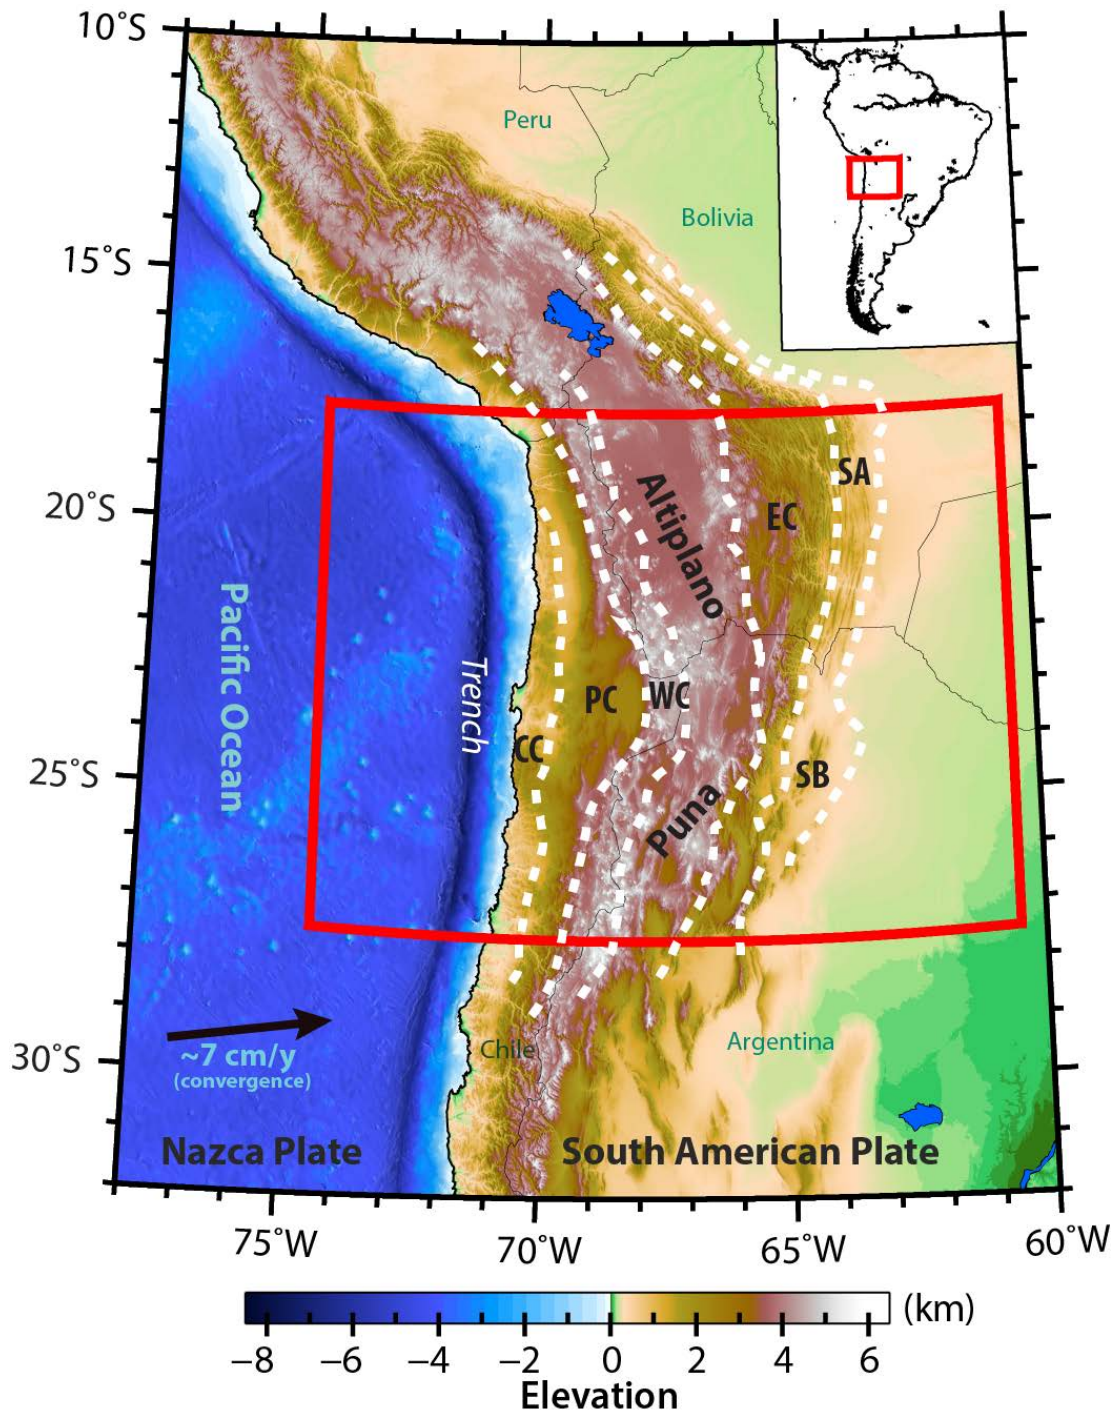 10°S
Peru
Bolivia
15°S
20°S
SA
EC
Altiplano
Pacific Ocean
Trench
PC
WC
CC
25°S
SB
Puna
~7 cm/y
(convergence)
30°S
Chile
Argentina
Nazca Plate
South American Plate
75°W
70°W
65°W
60°W
(km)
−8
−6
−4
−2
0
2
4
6
Elevation